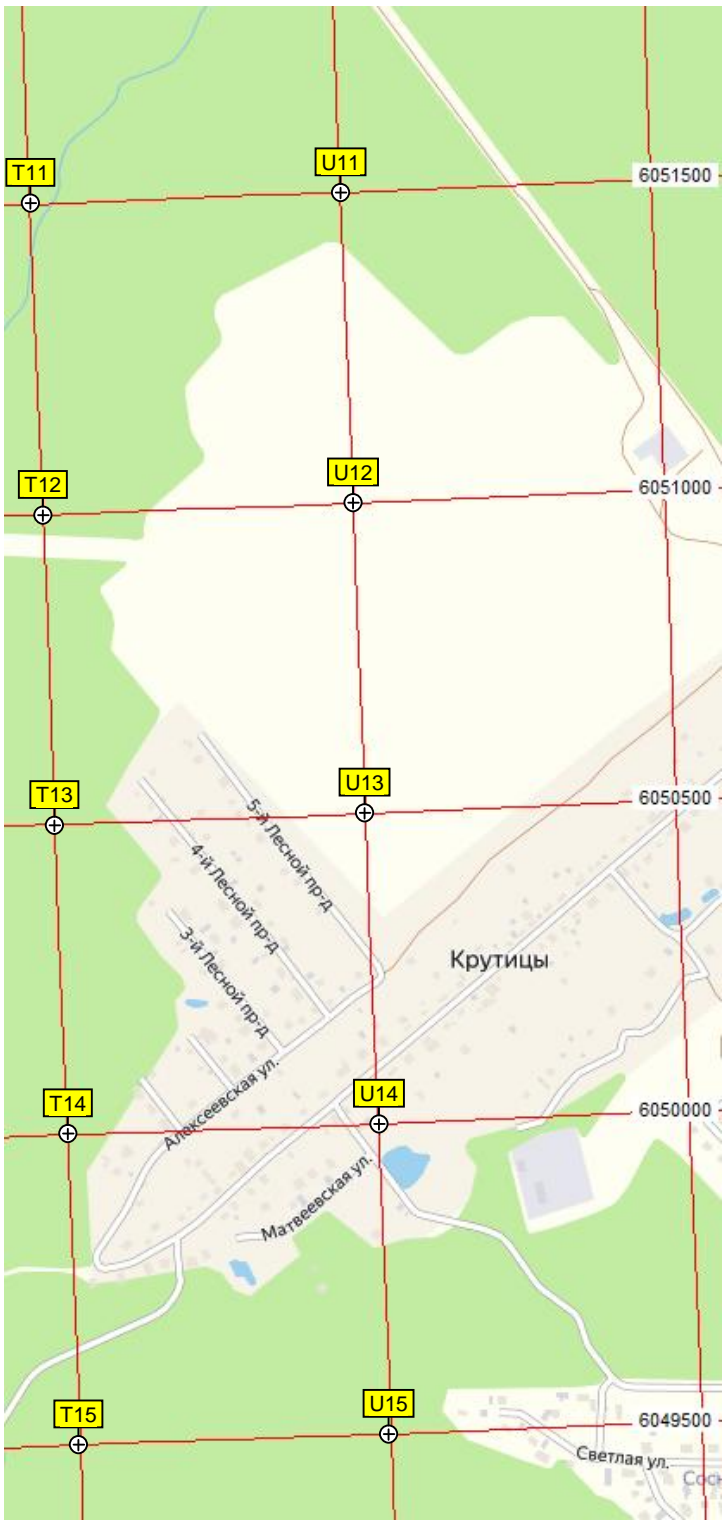 U11
T11
6051500
U12
T12
6051000
U13
T13
6050500
5-й Лесной пр-д
4-й Лесной пр-д
3-й Лесной пр-д
Крутицы
Алексеевская ул.
U14
T14
6050000
Матвеевская ул.
U15
T15
6049500
Светлая ул.
Сосн